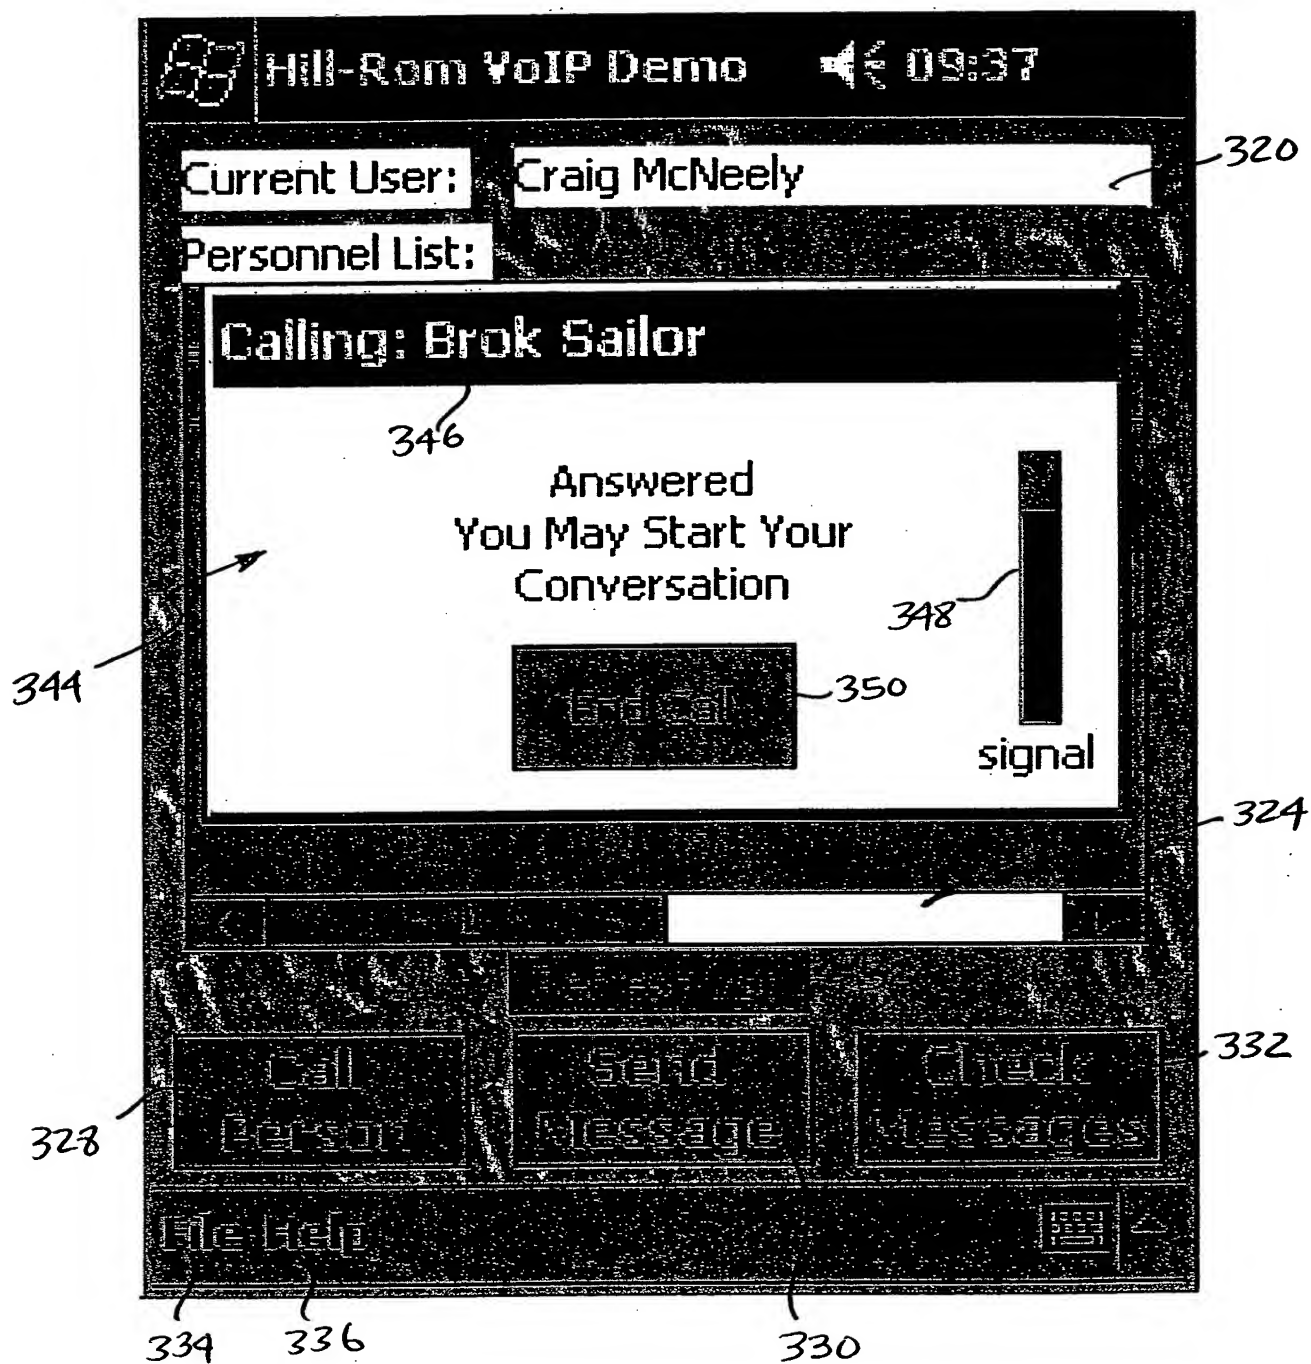 Hill-Rom VoIP Demo 09:37
320
Current User: Craig McNeely
Personnel List:
Calling: Brok Sailor
346
Answered
You May Start Your
Conversation
348
344
End Call
350
signal
324
Call Person
Send Message
Check Messages
332
328
File Help
334
336
330